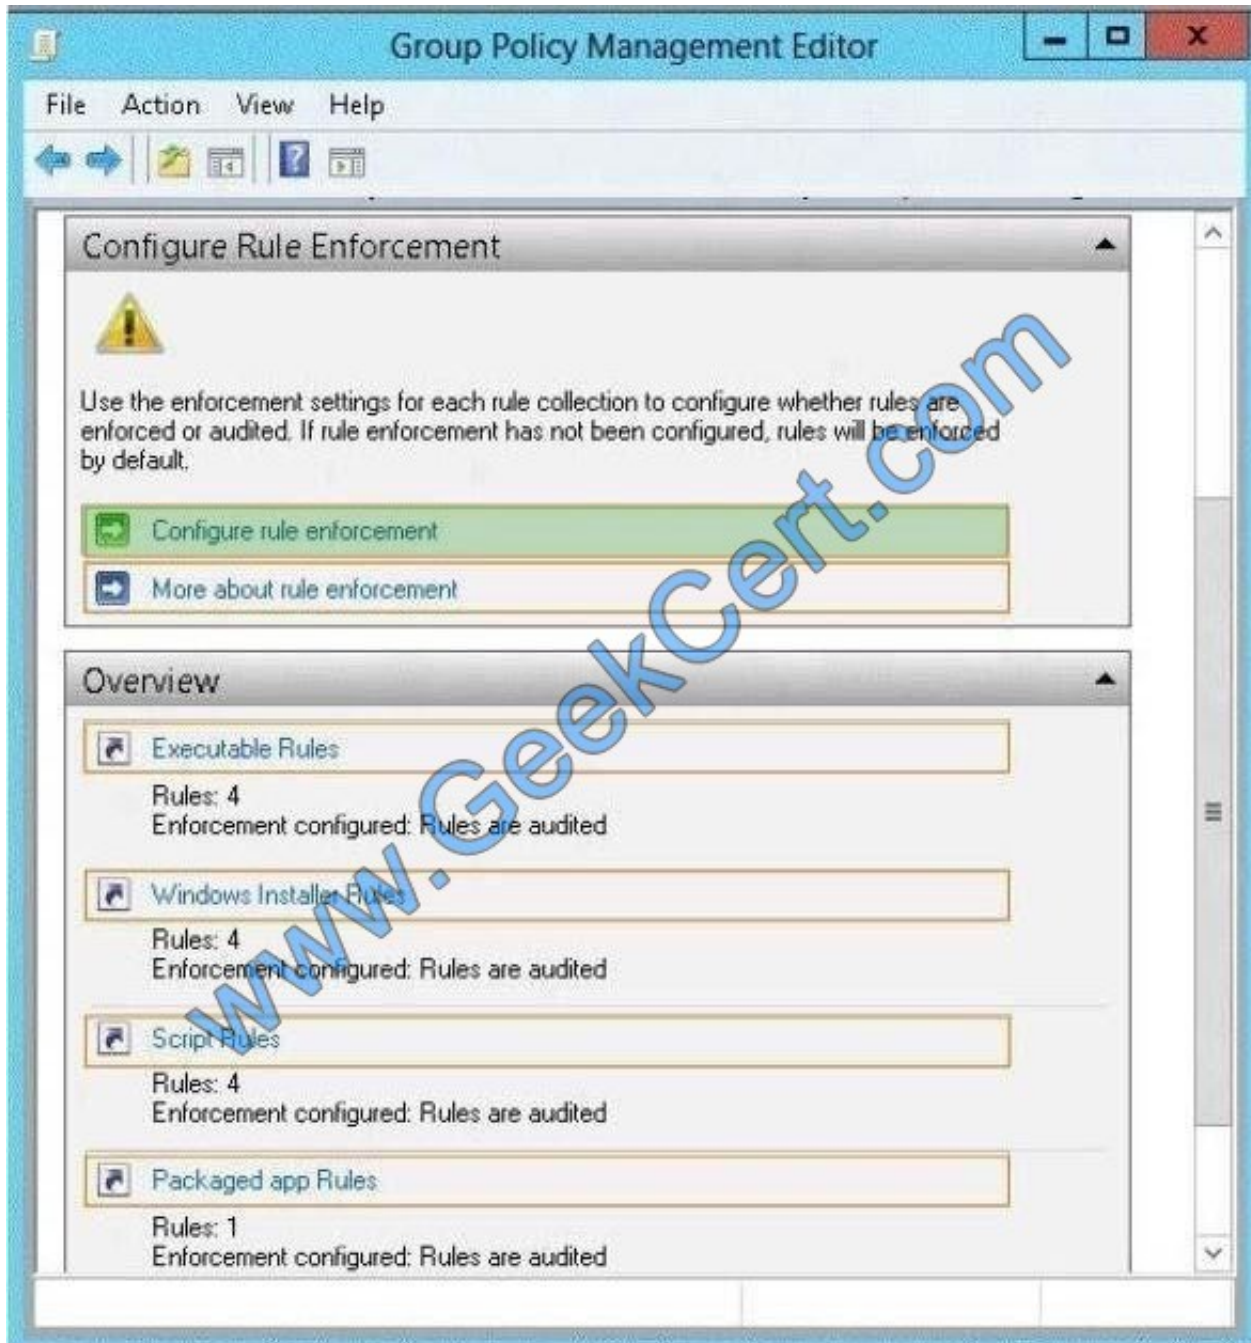 Group Policy Management Editor
File Action View Help
Configure Rule Enforcement
Use the enforcement settings for each rule collection to configure whether rules are
enforced or audited. If rule enforcement has not been configured, rules will be enforced
by default.
Configure rule enforcement
More about rule enforcement
Overview
Executable Rules
Rules: 4
Enforcement configured: Rules are audited
Windows Installer Rules
Rules: 4
Enforcement configured: Rules are audited
Script Rules
Rules: 4
Enforcement configured: Rules are audited
Packaged app Rules
Rules: 1
Enforcement configured: Rules are audited
www.GeekCert.com